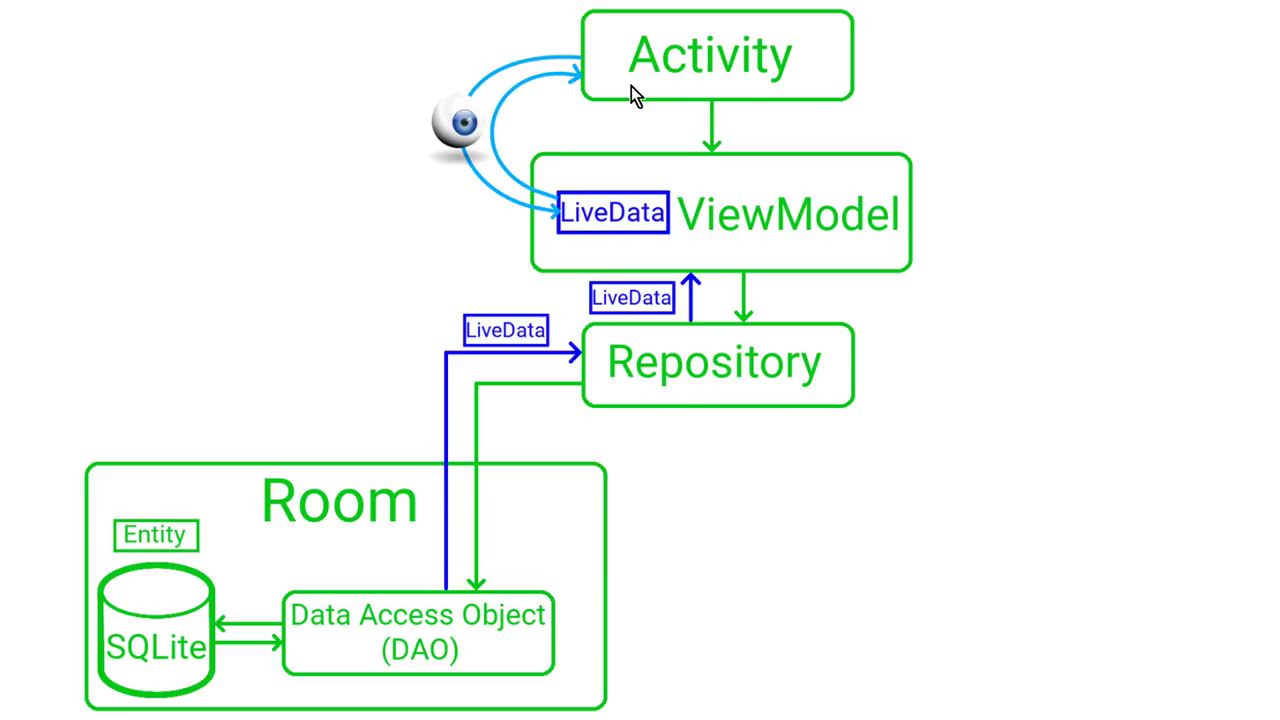 Activity
LiveData
ViewModel
LiveData
LiveData
Repository
Room
Entity
SQLite
Data Access Object
(DAO)